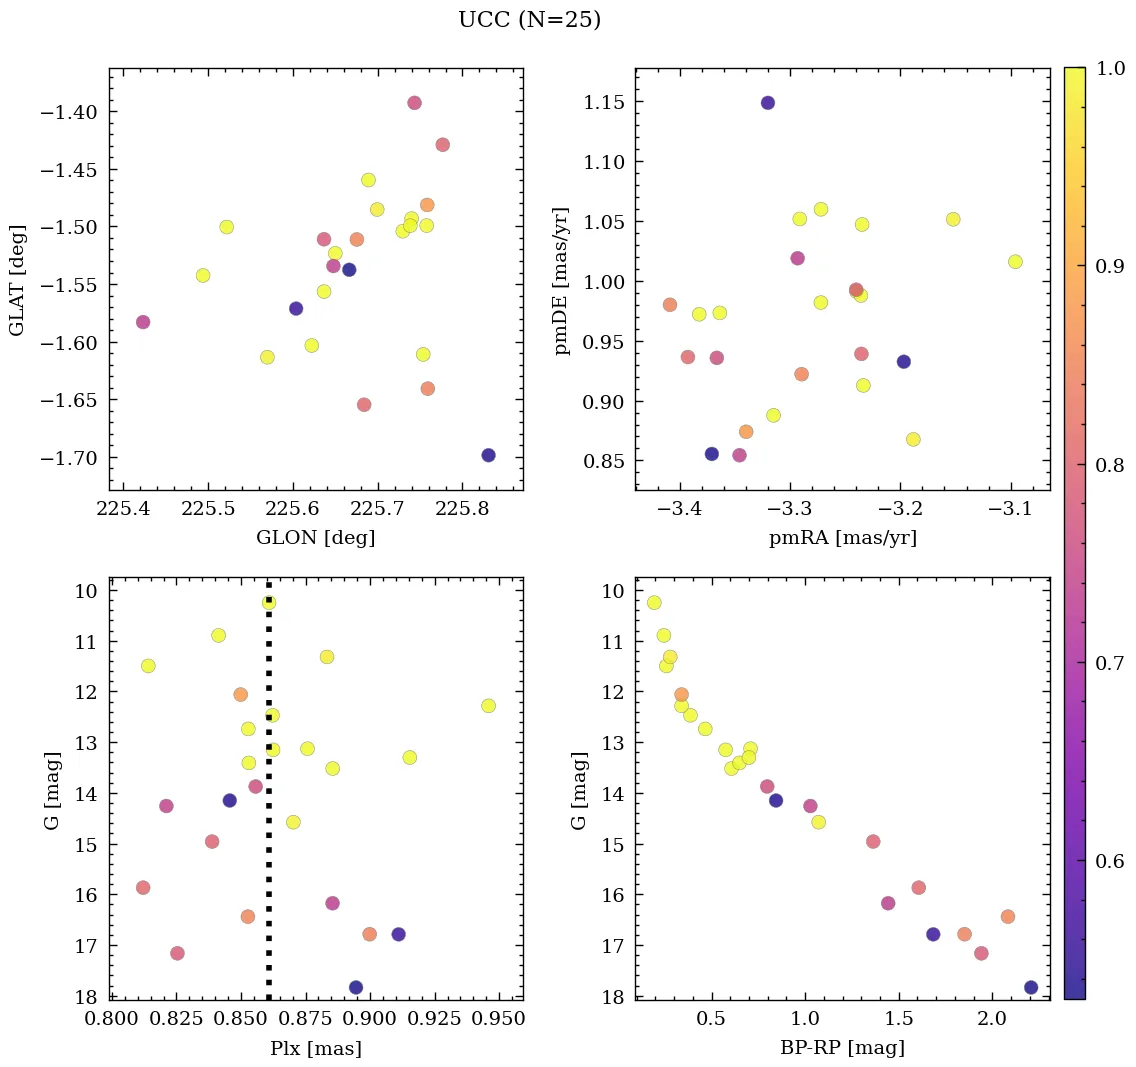 UCC (N=25)
−1.40
−1.45
−1.50
−1.55
−1.60
−1.65
−1.70
GLAT [deg]
225.4 225.5 225.6 225.7 225.8
GLON [deg]
1.15
1.10
1.05
1.00
0.95
0.90
0.85
pmDE [mas/yr]
−3.4 −3.3 −3.2 −3.1
pmRA [mas/yr]
1.0
0.9
0.8
0.7
0.6
10
11
12
13
14
15
16
17
18
G [mag]
0.800 0.825 0.850 0.875 0.900 0.925 0.950
Plx [mas]
10
11
12
13
14
15
16
17
18
G [mag]
0.5 1.0 1.5 2.0
BP-RP [mag]